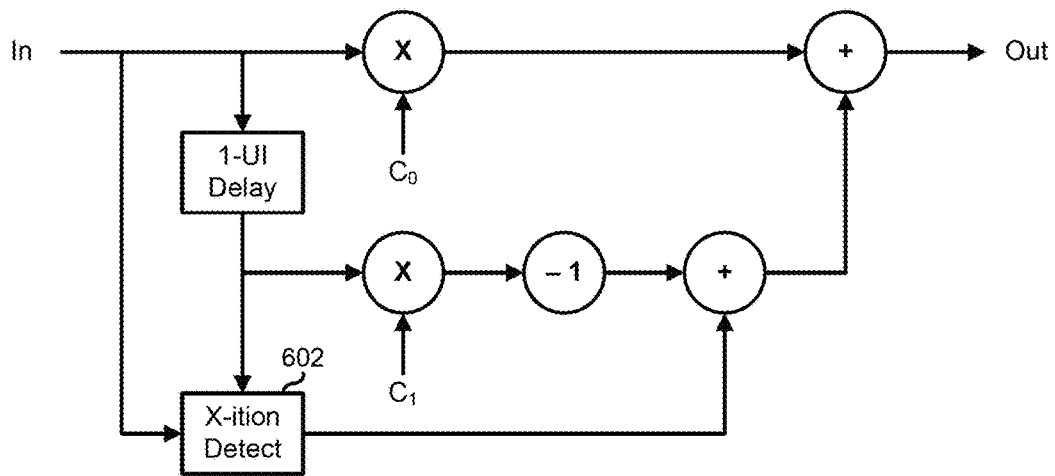 In
X
+
Out
1-UI
Delay
C₀
X
– 1
+
602
C₁
X-ition
Detect